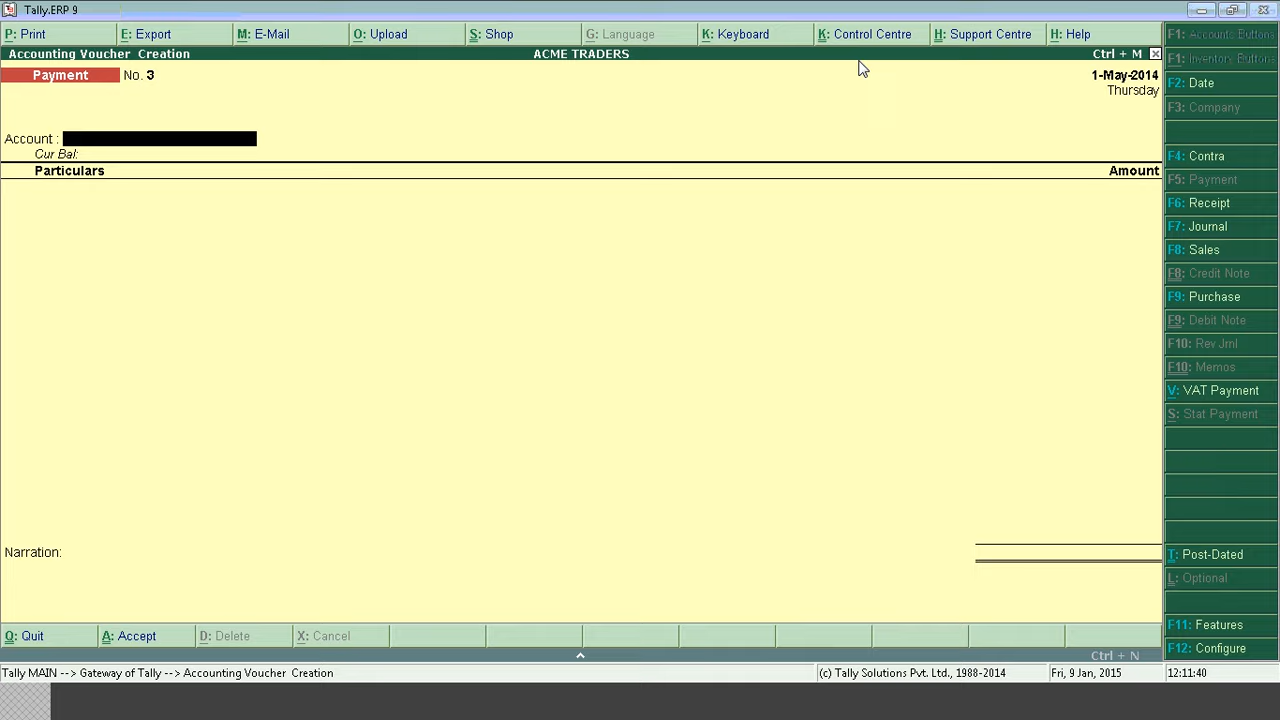 Tally.ERP 9
P: Print E: Export M: E-Mail O: Upload S: Shop G: Language K: Keyboard K: Control Centre H: Support Centre H: Help
Accounting Voucher Creation ACME TRADERS Ctrl + M
Payment No. 3 1-May-2014
Thursday
Account :
Cur Bal:
Particulars Amount
Narration:
F1: Accounts Buttons
F1: Inventory Buttons
F2: Date
F3: Company
F4: Contra
F5: Payment
F6: Receipt
F7: Journal
F8: Sales
F8: Credit Note
F9: Purchase
F9: Debit Note
F10: Rev Jrnl
F10: Memos
V: VAT Payment
S: Stat Payment
T: Post-Dated
L: Optional
F11: Features
F12: Configure
Q: Quit A: Accept D: Delete X: Cancel
Ctrl + N
Tally MAIN --> Gateway of Tally --> Accounting Voucher Creation (c) Tally Solutions Pvt. Ltd., 1988-2014 Fri, 9 Jan, 2015 12:11:40